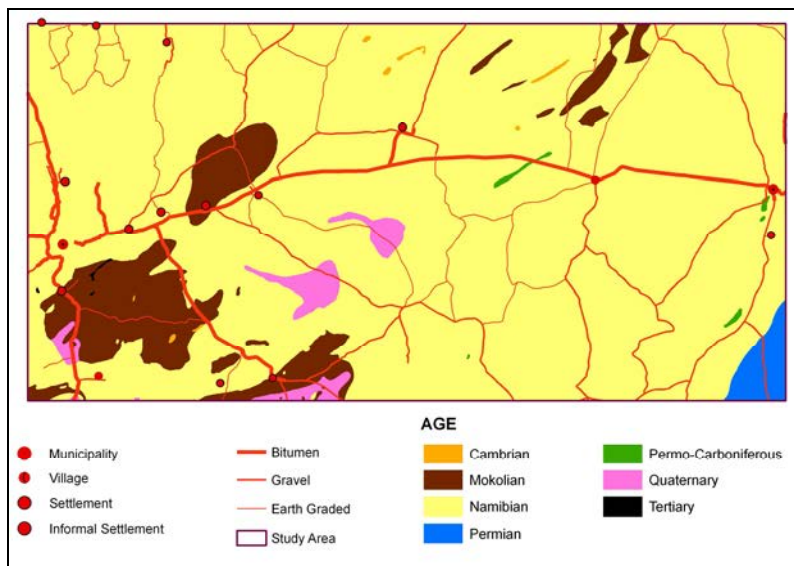 AGE
Municipality
Village
Settlement
Informal Settlement
Bitumen
Gravel
Earth Graded
Study Area
Cambrian
Mokolian
Namibian
Permian
Permo-Carboniferous
Quaternary
Tertiary